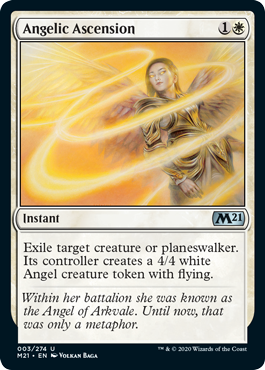 Angelic Ascension 1
Instant M21
Exile target creature or planeswalker.
Its controller creates a 4/4 white
Angel creature token with flying.
Within her battalion she was known as
the Angel of Arkvale. Until now, that
was only a metaphor.
003/274 U
M21 • EN VOLKAN BAGA
™ & © 2020 Wizards of the Coast